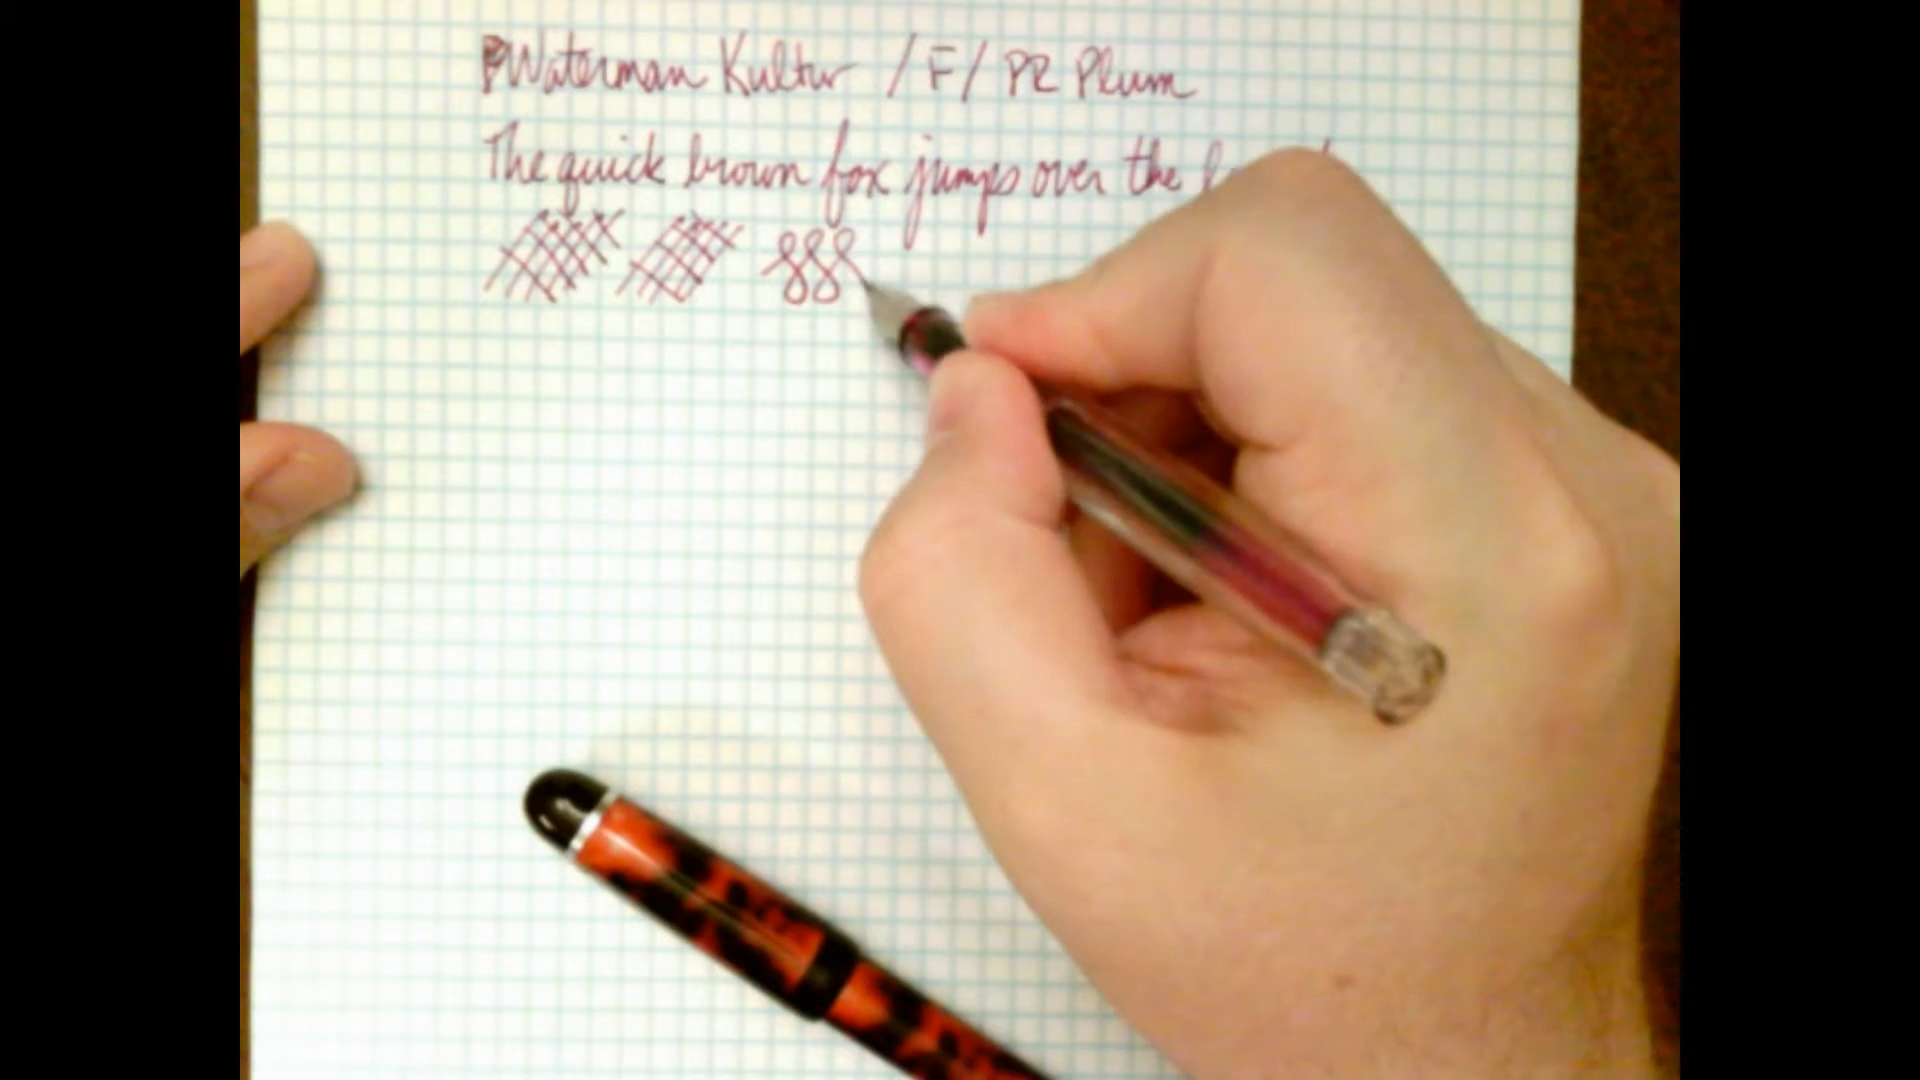 Waterman Kultur / F / PR Plum
The quick brown fox jumps over the